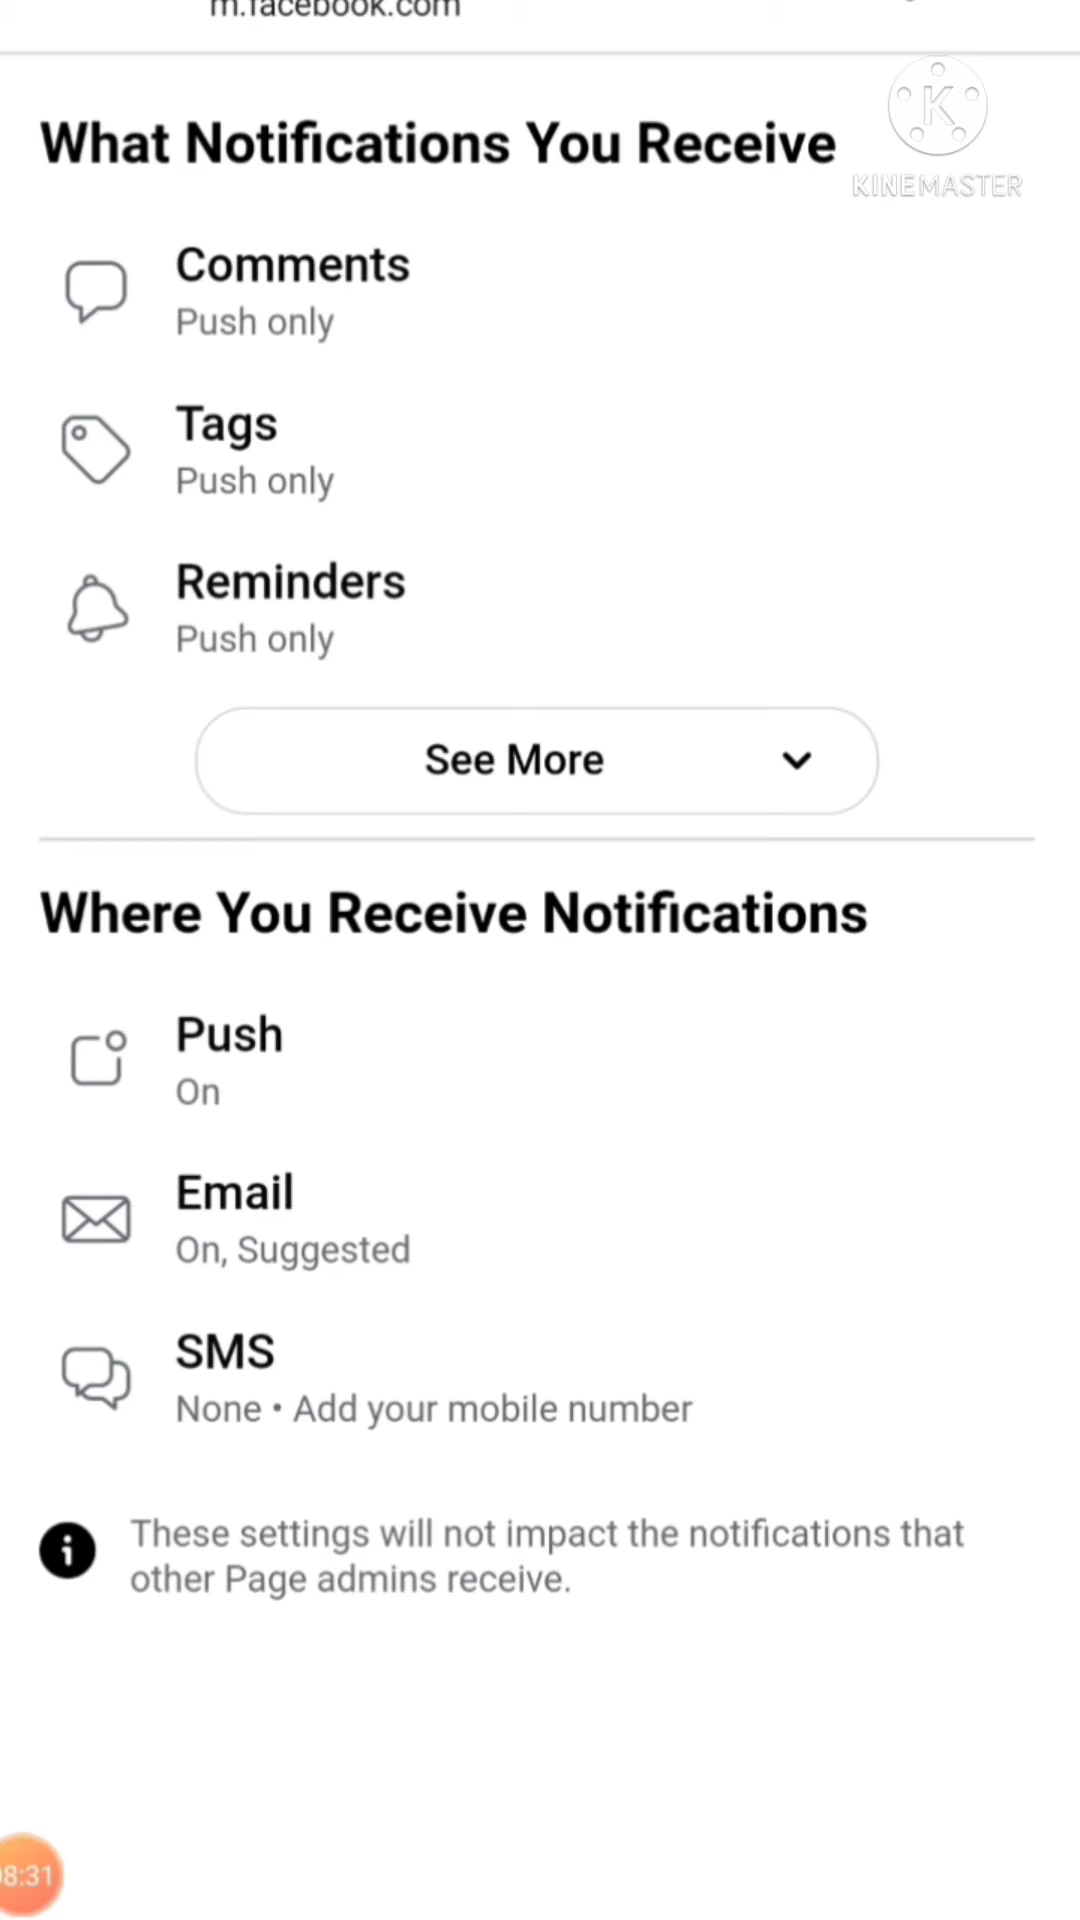 m.facebook.com
What Notifications You Receive
K
KINEMASTER
Comments
Push only
Tags
Push only
Reminders
Push only
See More
Where You Receive Notifications
Push
On
Email
On, Suggested
SMS
None • Add your mobile number
These settings will not impact the notifications that
other Page admins receive.
08:31